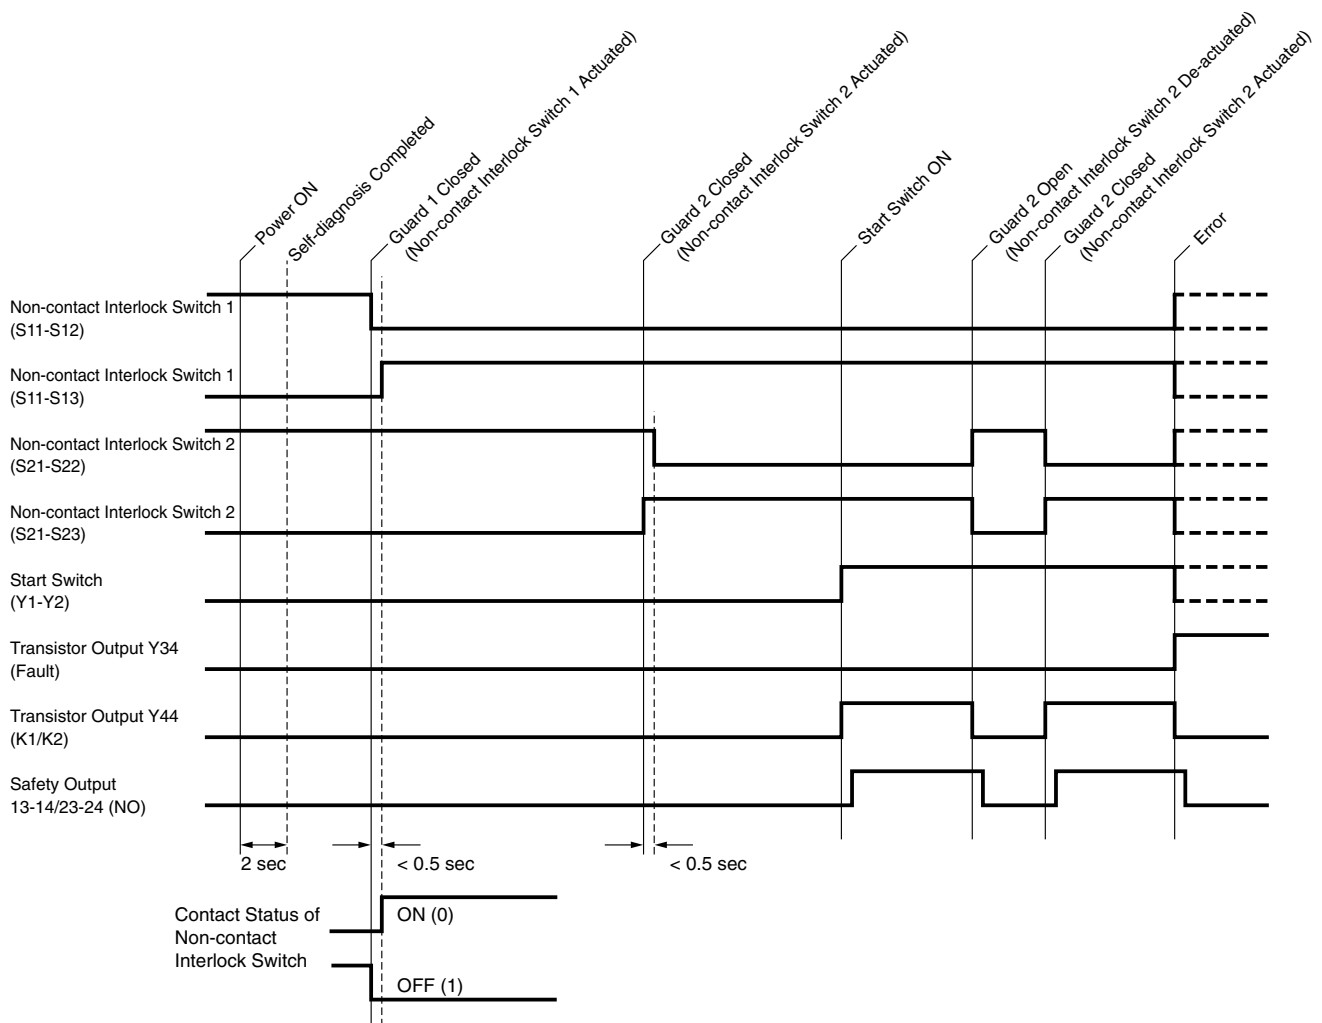 Power ON
Self-diagnosis Completed
Guard 1 Closed
(Non-contact Interlock Switch 1 Actuated)
Guard 2 Closed
(Non-contact Interlock Switch 2 Actuated)
Start Switch ON
Guard 2 Open
(Non-contact Interlock Switch 2 De-actuated)
Guard 2 Closed
(Non-contact Interlock Switch 2 Actuated)
Error
Non-contact Interlock Switch 1
(S11-S12)
Non-contact Interlock Switch 1
(S11-S13)
Non-contact Interlock Switch 2
(S21-S22)
Non-contact Interlock Switch 2
(S21-S23)
Start Switch
(Y1-Y2)
Transistor Output Y34
(Fault)
Transistor Output Y44
(K1/K2)
Safety Output
13-14/23-24 (NO)
2 sec
< 0.5 sec
< 0.5 sec
Contact Status of
Non-contact
Interlock Switch
ON (0)
OFF (1)